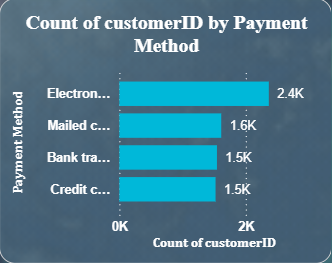 Count of customerID by Payment
Method
Payment Method
Electron... 2.4K
Mailed c... 1.6K
Bank tra... 1.5K
Credit c... 1.5K
0K 2K
Count of customerID